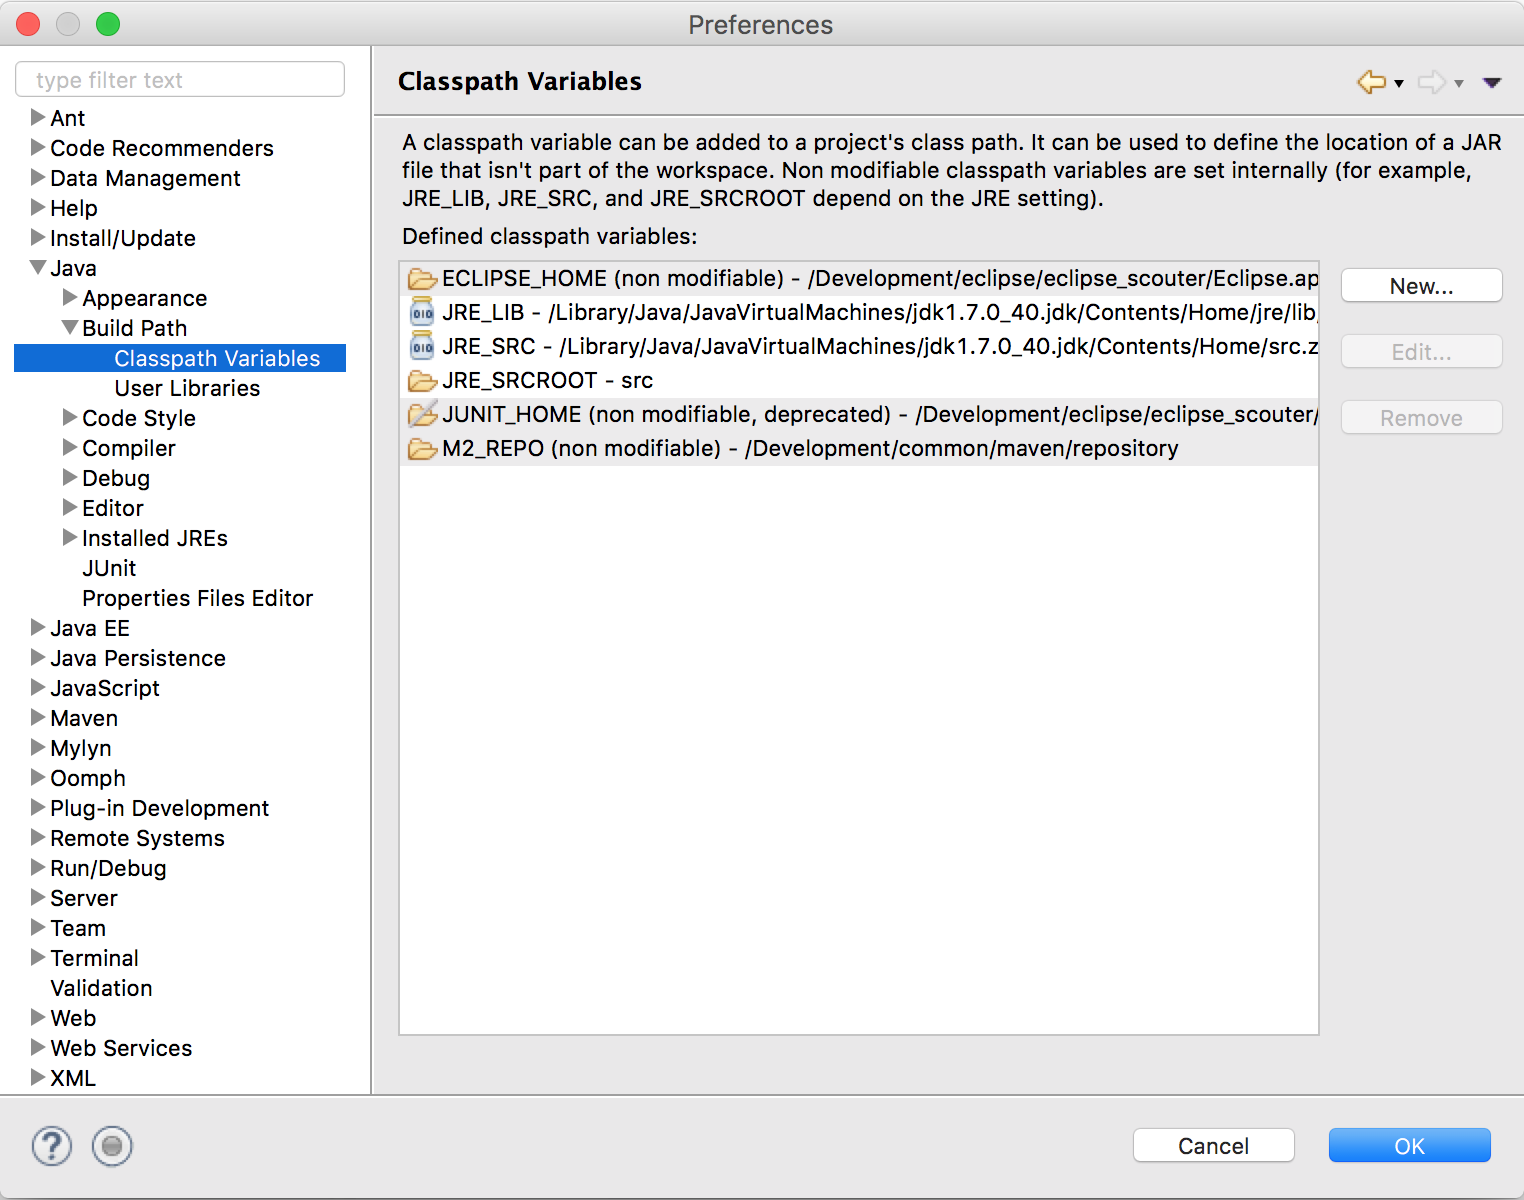 Preferences
type filter text
Ant
Code Recommenders
Data Management
Help
Install/Update
Java
Appearance
Build Path
Classpath Variables
User Libraries
Code Style
Compiler
Debug
Editor
Installed JREs
JUnit
Properties Files Editor
Java EE
Java Persistence
JavaScript
Maven
Mylyn
Oomph
Plug-in Development
Remote Systems
Run/Debug
Server
Team
Terminal
Validation
Web
Web Services
XML
Classpath Variables
A classpath variable can be added to a project's class path. It can be used to define the location of a JAR
file that isn't part of the workspace. Non modifiable classpath variables are set internally (for example,
JRE_LIB, JRE_SRC, and JRE_SRCROOT depend on the JRE setting).
Defined classpath variables:
ECLIPSE_HOME (non modifiable) - /Development/eclipse/eclipse_scouter/Eclipse.ap
JRE_LIB - /Library/Java/JavaVirtualMachines/jdk1.7.0_40.jdk/Contents/Home/jre/lib/
JRE_SRC - /Library/Java/JavaVirtualMachines/jdk1.7.0_40.jdk/Contents/Home/src.z
JRE_SRCROOT - src
JUNIT_HOME (non modifiable, deprecated) - /Development/eclipse/eclipse_scouter/
M2_REPO (non modifiable) - /Development/common/maven/repository
New...
Edit...
Remove
Cancel
OK